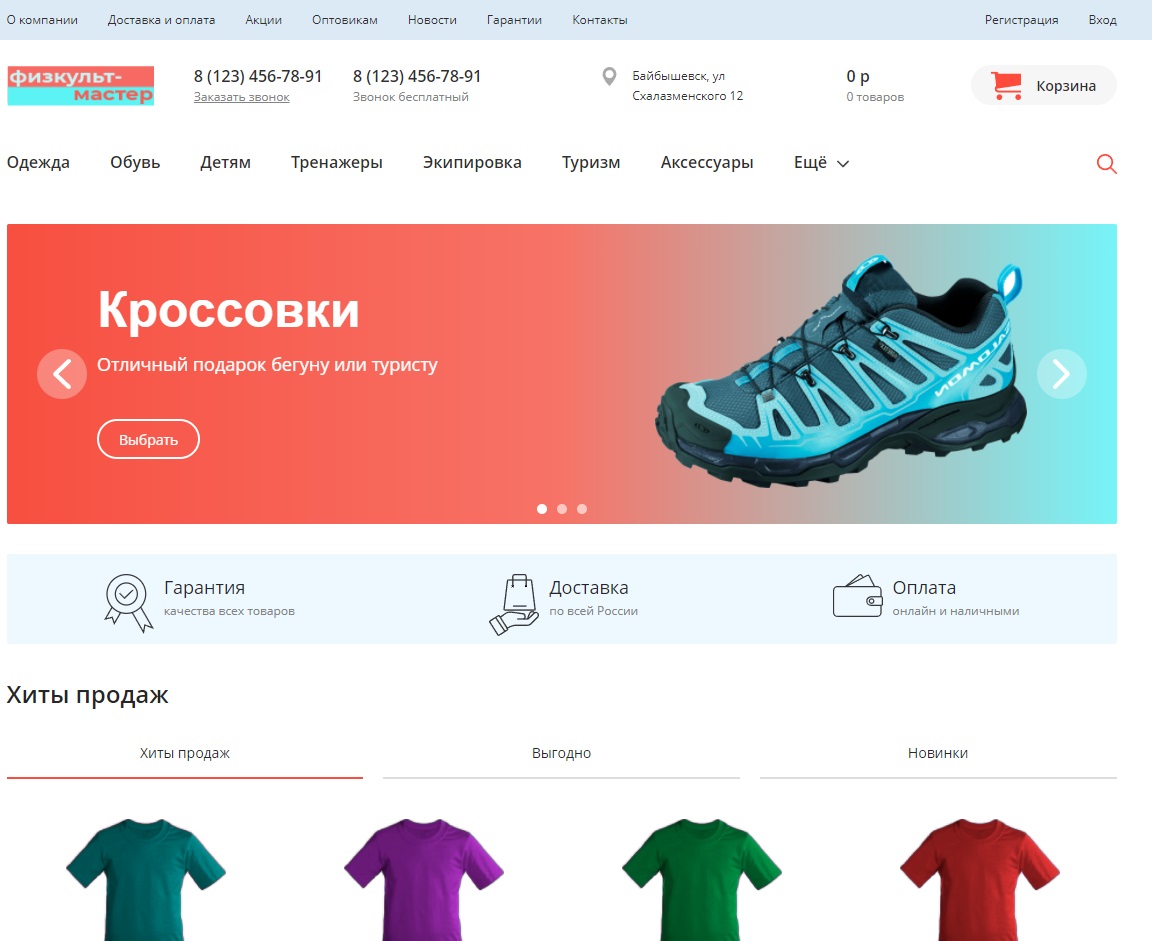 О компании Доставка и оплата Акции Оптовикам Новости Гарантии Контакты Регистрация Вход
физкульт-
мастер
8 (123) 456-78-91
Заказать звонок
8 (123) 456-78-91
Звонок бесплатный
Байбышевск, ул
Схалазменского 12
0 р
0 товаров
Корзина
Одежда Обувь Детям Тренажеры Экипировка Туризм Аксессуары Ещё
Кроссовки
Отличный подарок бегуну или туристу
Выбрать
Гарантия
качества всех товаров
Доставка
по всей России
Оплата
онлайн и наличными
Хиты продаж
Хиты продаж Выгодно Новинки